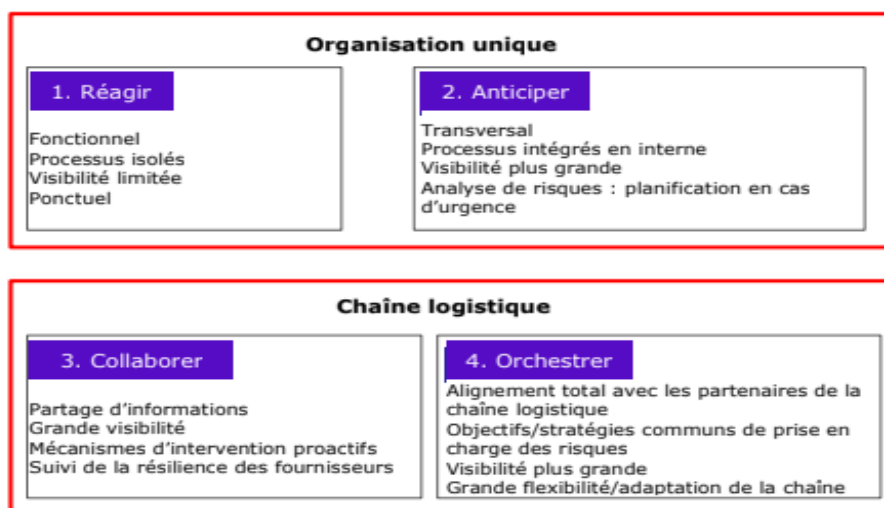 Organisation unique
1. Réagir
Fonctionnel
Processus isolés
Visibilité limitée
Ponctuel
2. Anticiper
Transversal
Processus intégrés en interne
Visibilité plus grande
Analyse de risques : planification en cas
d'urgence
Chaîne logistique
3. Collaborer
Partage d'informations
Grande visibilité
Mécanismes d'intervention proactifs
Suivi de la résilience des fournisseurs
4. Orchestrer
Alignement total avec les partenaires de la
chaîne logistique
Objectifs/stratégies communs de prise en
charge des risques
Visibilité plus grande
Grande flexibilité/adaptation de la chaîne